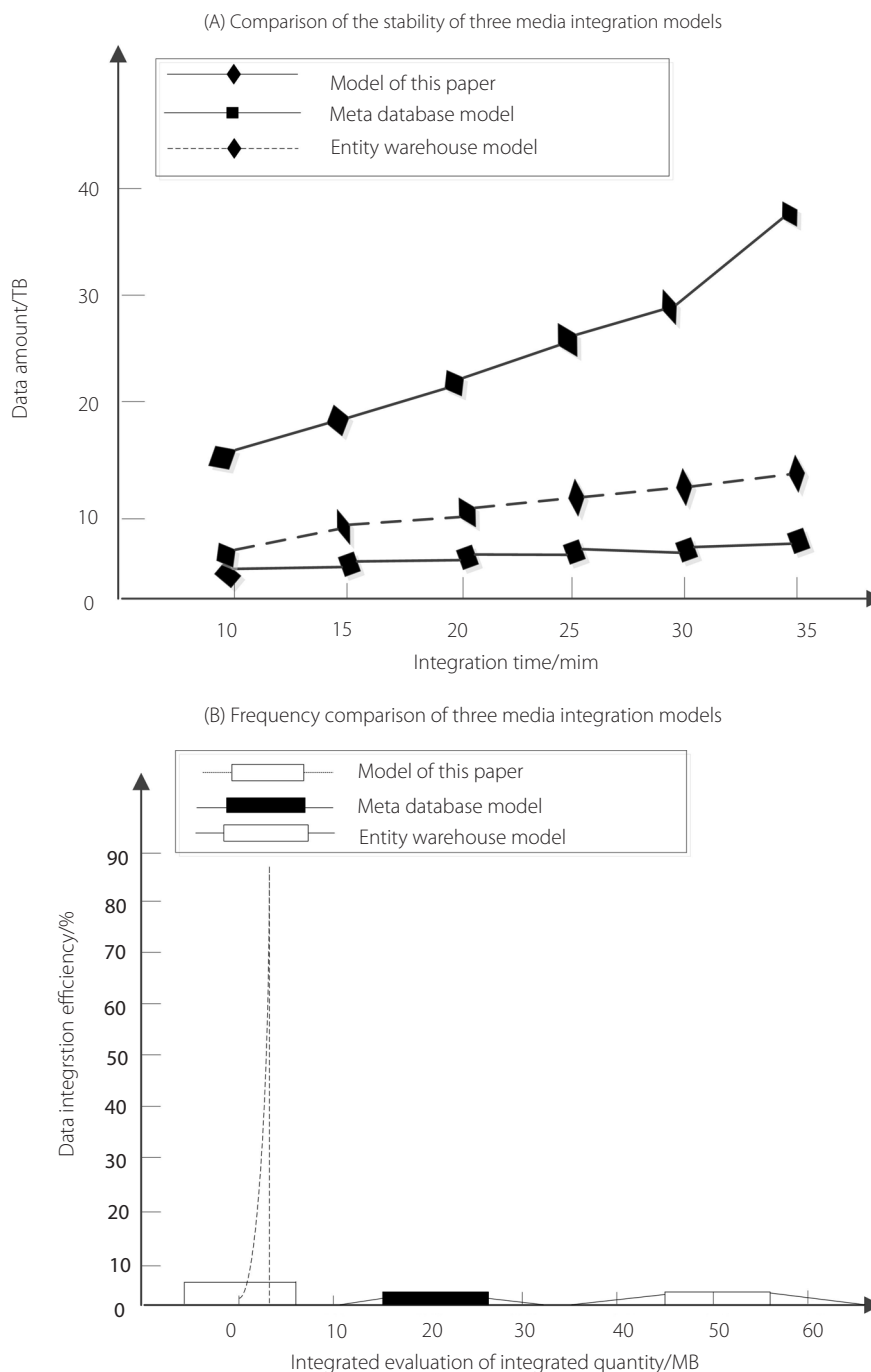 (A) Comparison of the stability of three media integration models
Model of this paper
Meta database model
Entity warehouse model
40
30
20
10
0
Data amount/TB
10 15 20 25 30 35
Integration time/mim
(B) Frequency comparison of three media integration models
Model of this paper
Meta database model
Entity warehouse model
90
80
70
60
50
40
30
20
10
0
Data integrstion efficiency/%
0 10 20 30 40 50 60
Integrated evaluation of integrated quantity/MB